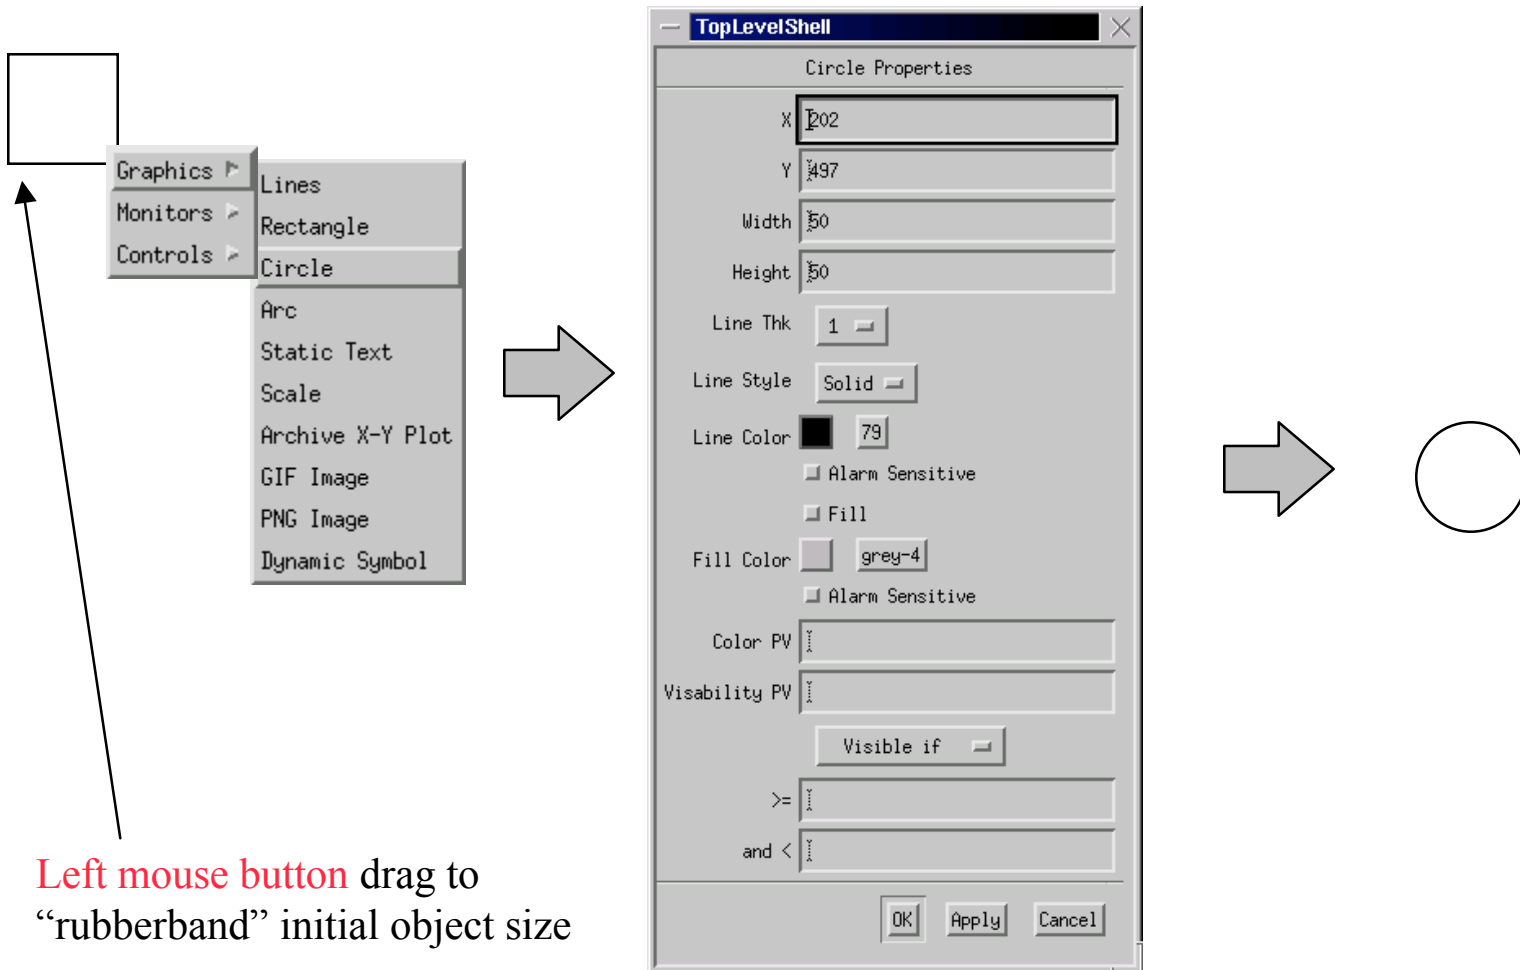 Graphics
Monitors
Controls
Lines
Rectangle
Circle
Arc
Static Text
Scale
Archive X-Y Plot
GIF Image
PNG Image
Dynamic Symbol
Left mouse button drag to
“rubberband” initial object size
TopLevelShell
Circle Properties
X 202
Y 497
Width 50
Height 50
Line Thk 1
Line Style Solid
Line Color 79
Alarm Sensitive
Fill
Fill Color grey-4
Alarm Sensitive
Color PV
Visability PV
Visible if
>=
and <
OK Apply Cancel